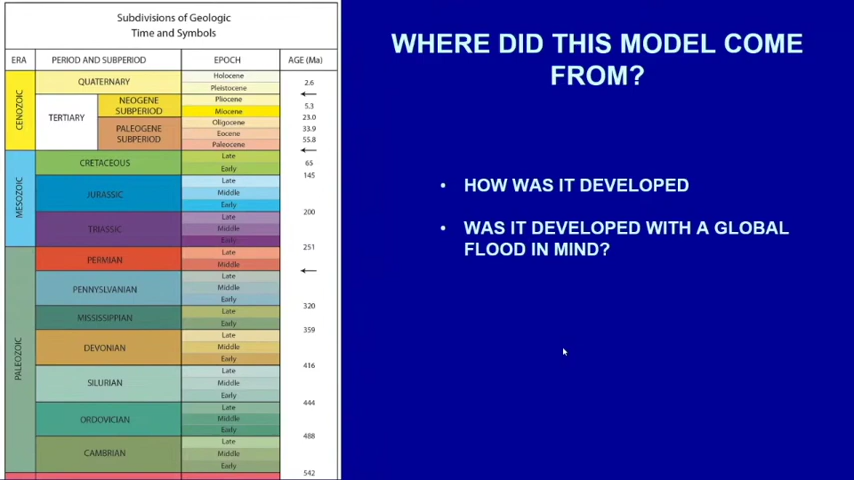 Subdivisions of Geologic
Time and Symbols
ERA PERIOD AND SUBPERIOD EPOCH AGE (Ma)
CENOZOIC
QUATERNARY
Holocene
Pleistocene
2.6
TERTIARY
NEOGENE
SUBPERIOD
Pliocene
5.3
Miocene
23.0
PALEOGENE
SUBPERIOD
Oligocene
33.9
Eocene
55.8
Paleocene
MESOZOIC
CRETACEOUS
Late
65
Early
145
JURASSIC
Late
Middle
Early
200
TRIASSIC
Late
Middle
Early
251
PALEOZOIC
PERMIAN
Late
Middle
PENNYSLVANIAN
Late
Middle
Early
320
MISSISSIPPIAN
Late
Early
359
DEVONIAN
Late
Middle
Early
416
SILURIAN
Late
Middle
Early
444
ORDOVICIAN
Late
Middle
Early
488
CAMBRIAN
Late
Middle
Early
542
WHERE DID THIS MODEL COME
FROM?
• HOW WAS IT DEVELOPED
• WAS IT DEVELOPED WITH A GLOBAL
FLOOD IN MIND?